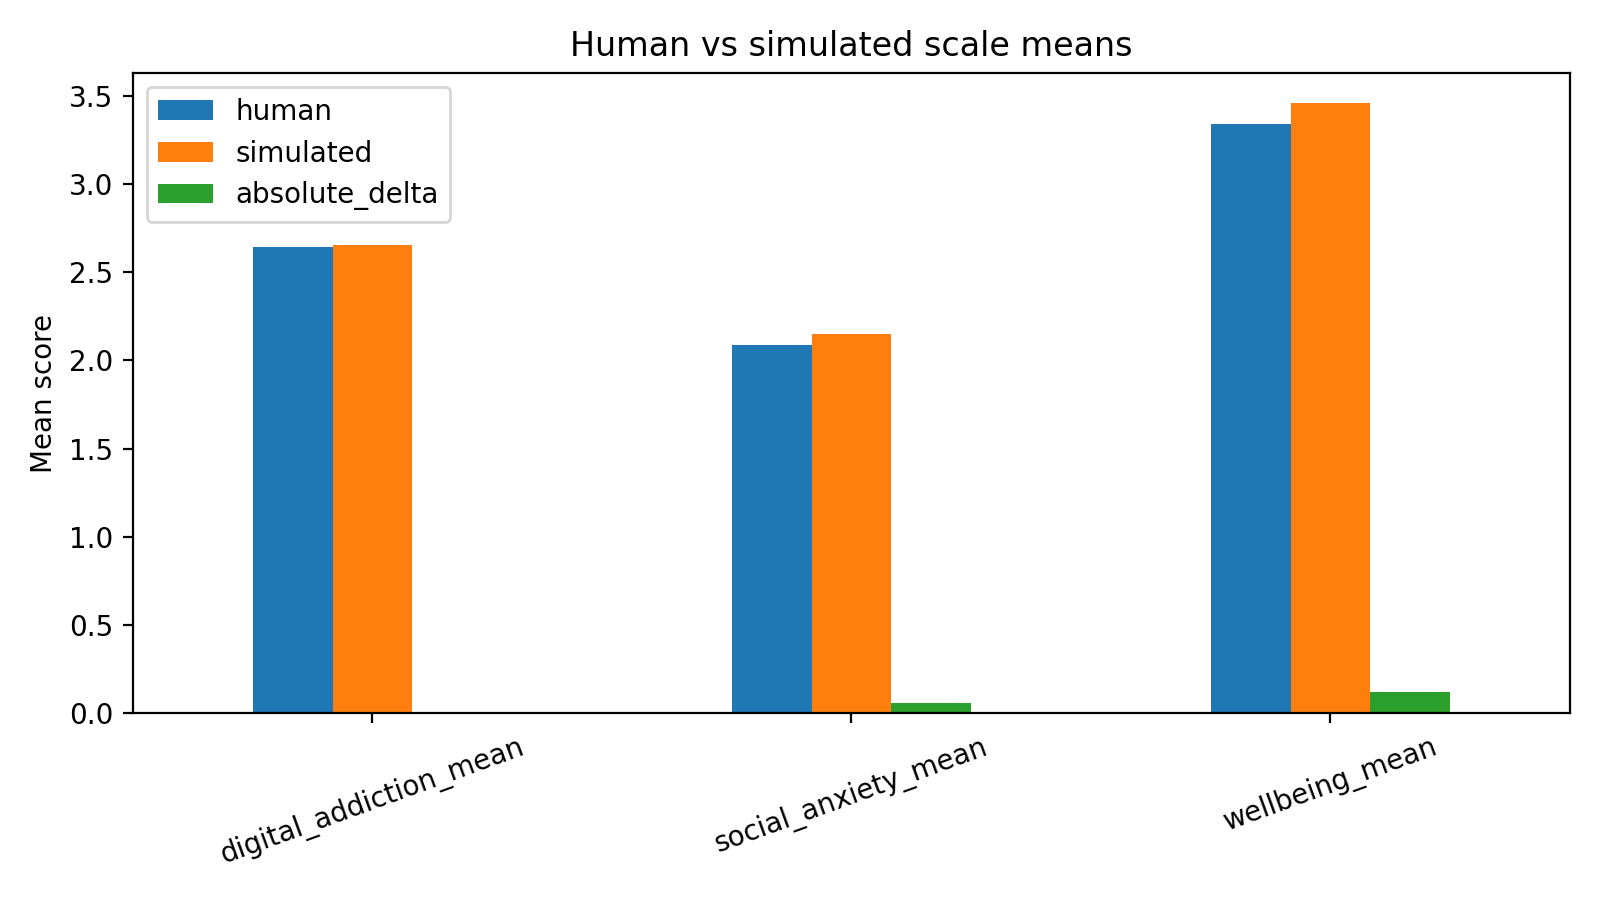 Human vs simulated scale means
human
simulated
absolute_delta
Mean score
3.5
3.0
2.5
2.0
1.5
1.0
0.5
0.0
digital_addiction_mean
social_anxiety_mean
wellbeing_mean